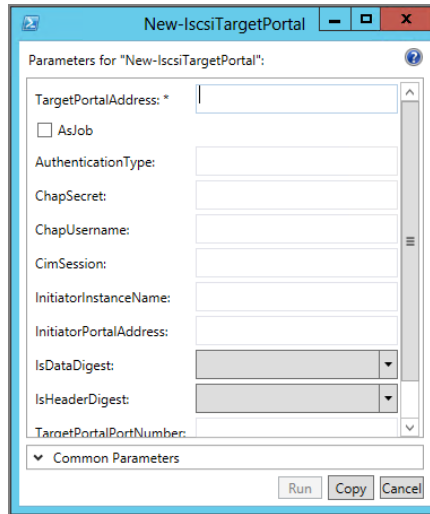 New-IscsiTargetPortal
Parameters for "New-IscsiTargetPortal":
TargetPortalAddress: *
AsJob
AuthenticationType:
ChapSecret:
ChapUsername:
CimSession:
InitiatorInstanceName:
InitiatorPortalAddress:
IsDataDigest:
IsHeaderDigest:
TargetPortalPortNumber:
Common Parameters
Run Copy Cancel